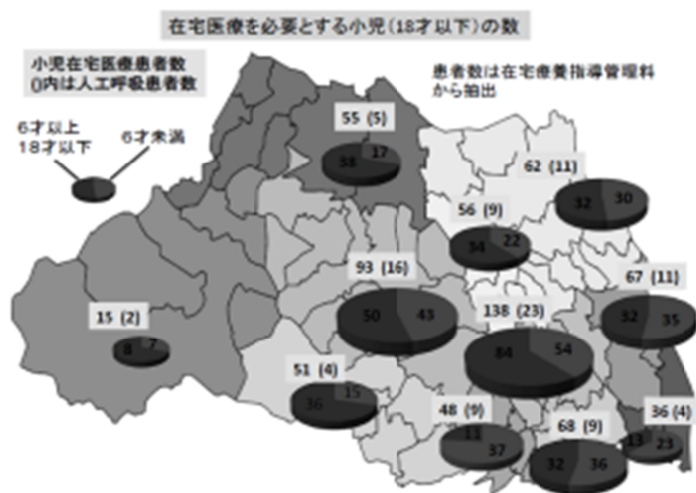 在宅医療を必要とする小児(18才以下)の数
小児在宅医療患者数
()内は人工呼吸患者数
患者数は在宅療養指導管理料
から抽出
6才以上
18才以下
6才未満
55 (5)
38 17
62 (11)
32 30
56 (9)
34 22
93 (16)
50 43
67 (11)
32 35
138 (23)
84 54
15 (2)
8 7
51 (4)
36 15
48 (9)
11
37
68 (9)
32 36
36 (4)
13 23